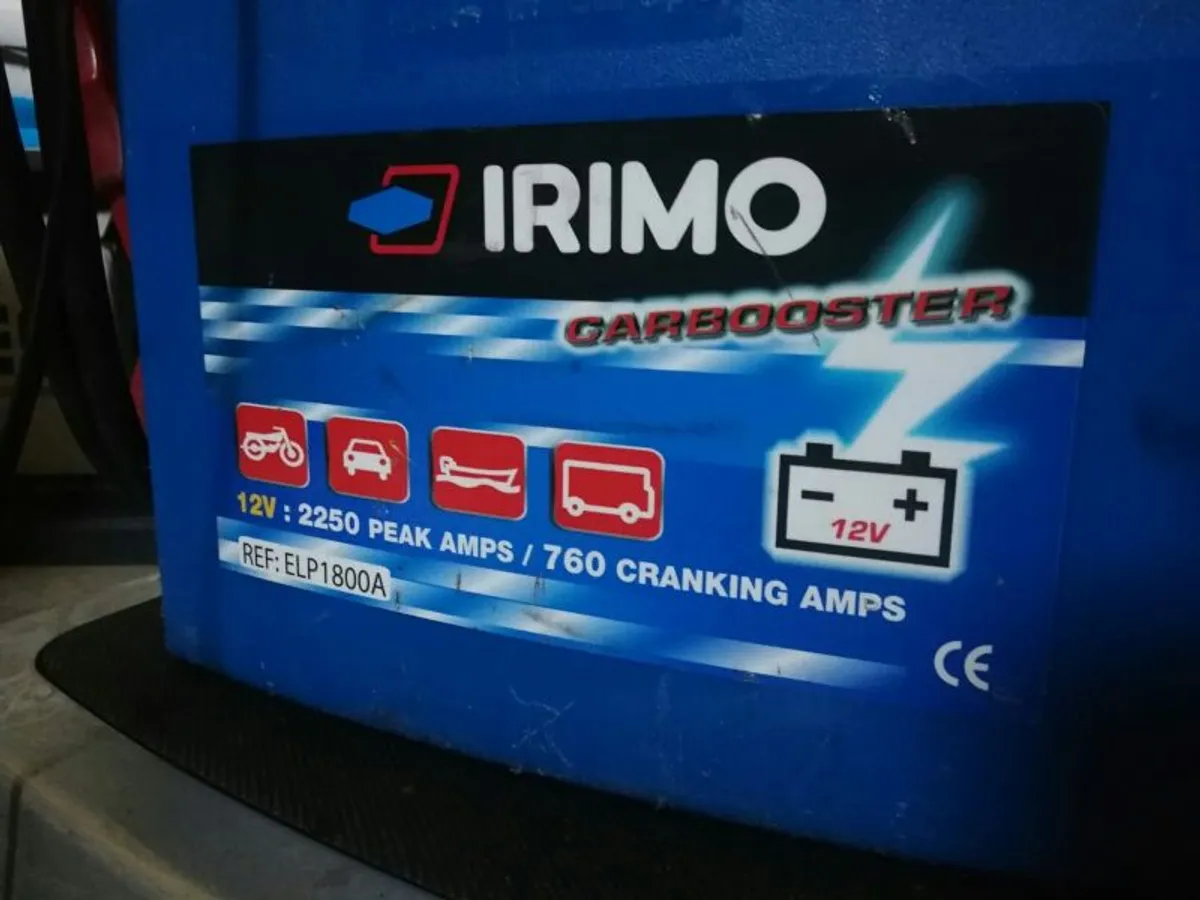 IRIMO
CARBOOSTER
- +
12V
12V : 2250 PEAK AMPS / 760 CRANKING AMPS
REF: ELP1800A
CE